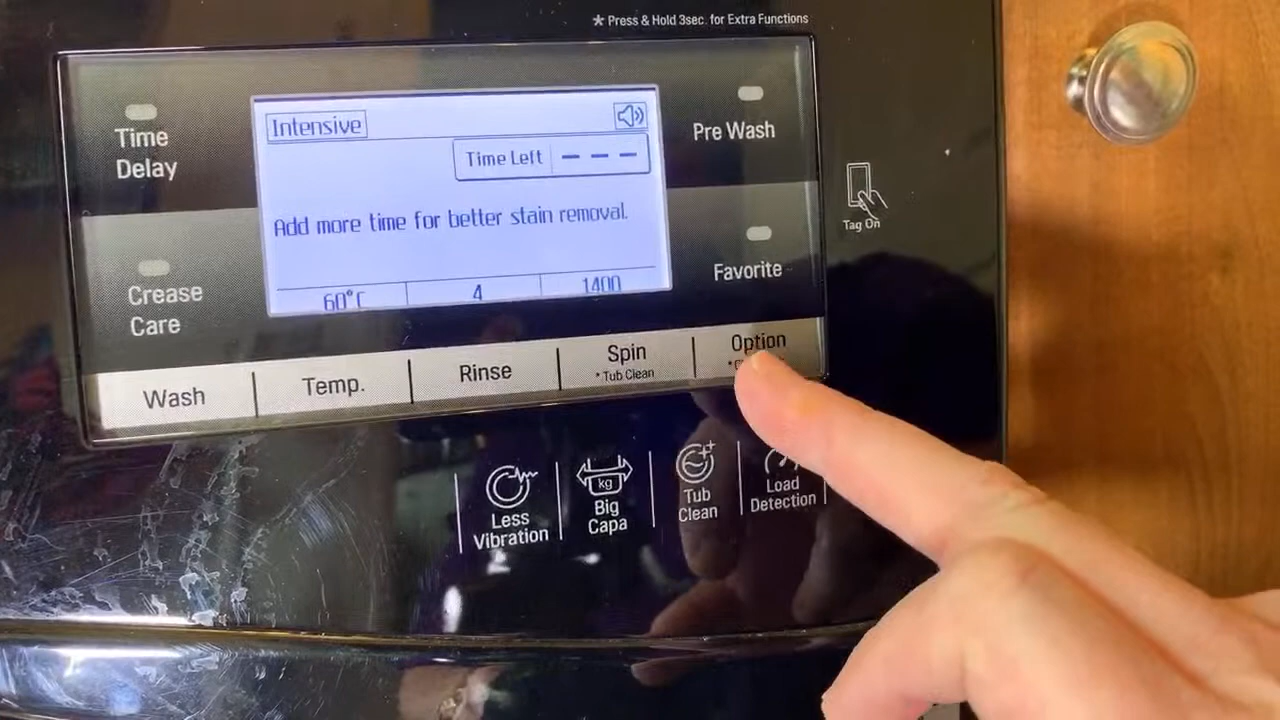 * Press & Hold 3sec. for Extra Functions
Time
Delay
Intensive
Time Left
Pre Wash
Add more time for better stain removal.
Tag On
Crease
Care
60°C
4
1400
Favorite
Wash
Temp.
Rinse
Spin
* Tub Clean
Option
Less
Vibration
kg
Big
Capa
Tub
Clean
Load
Detection